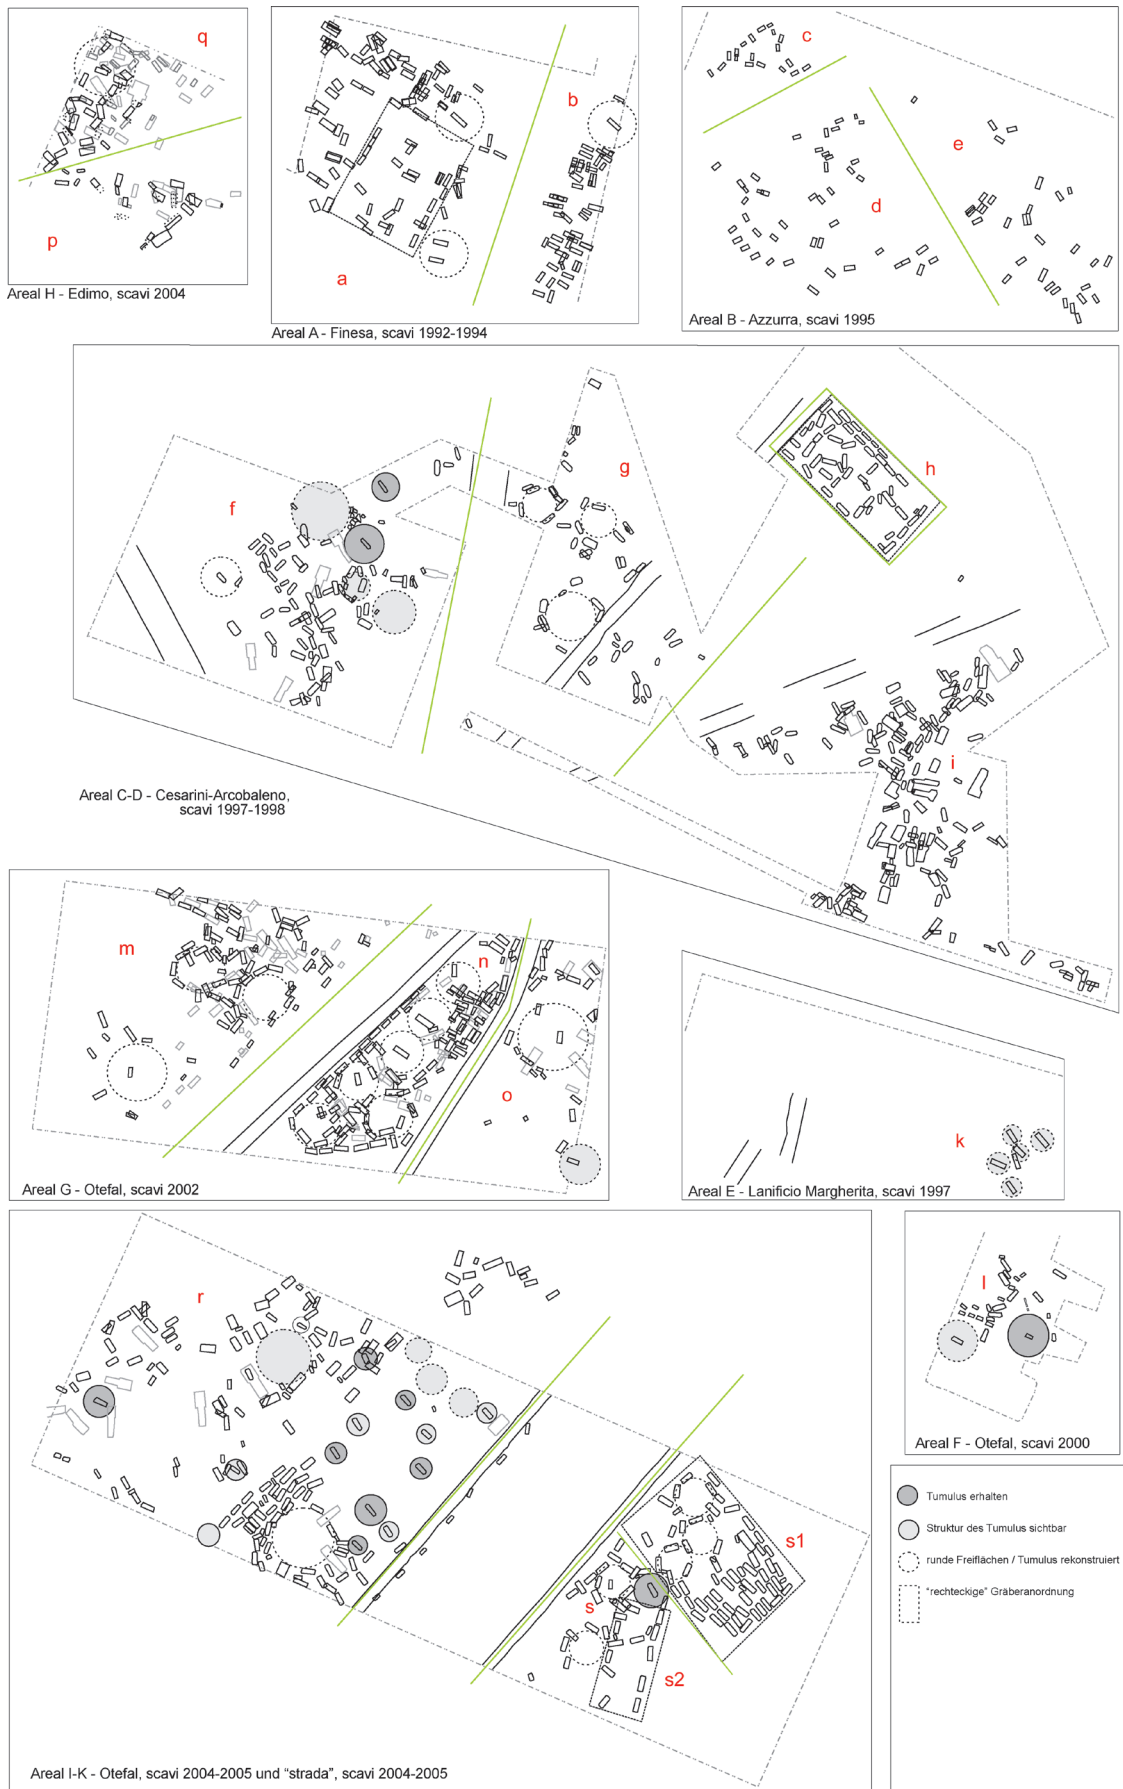 q
p
Areal H - Edimo, scavi 2004
b
a
Areal A - Finesa, scavi 1992-1994
c
e
d
Areal B - Azzurra, scavi 1995
g
h
f
i
Areal C-D - Cesarini-Arcobaleno,
scavi 1997-1998
m
n
o
Areal G - Otefal, scavi 2002
k
Areal E - Lanificio Margherita, scavi 1997
r
s1
s
s2
Areal I-K - Otefal, scavi 2004-2005 und "strada", scavi 2004-2005
l
Areal F - Otefal, scavi 2000
Tumulus erhalten
Struktur des Tumulus sichtbar
runde Freiflächen / Tumulus rekonstruiert
"rechteckige" Gräberanordnung